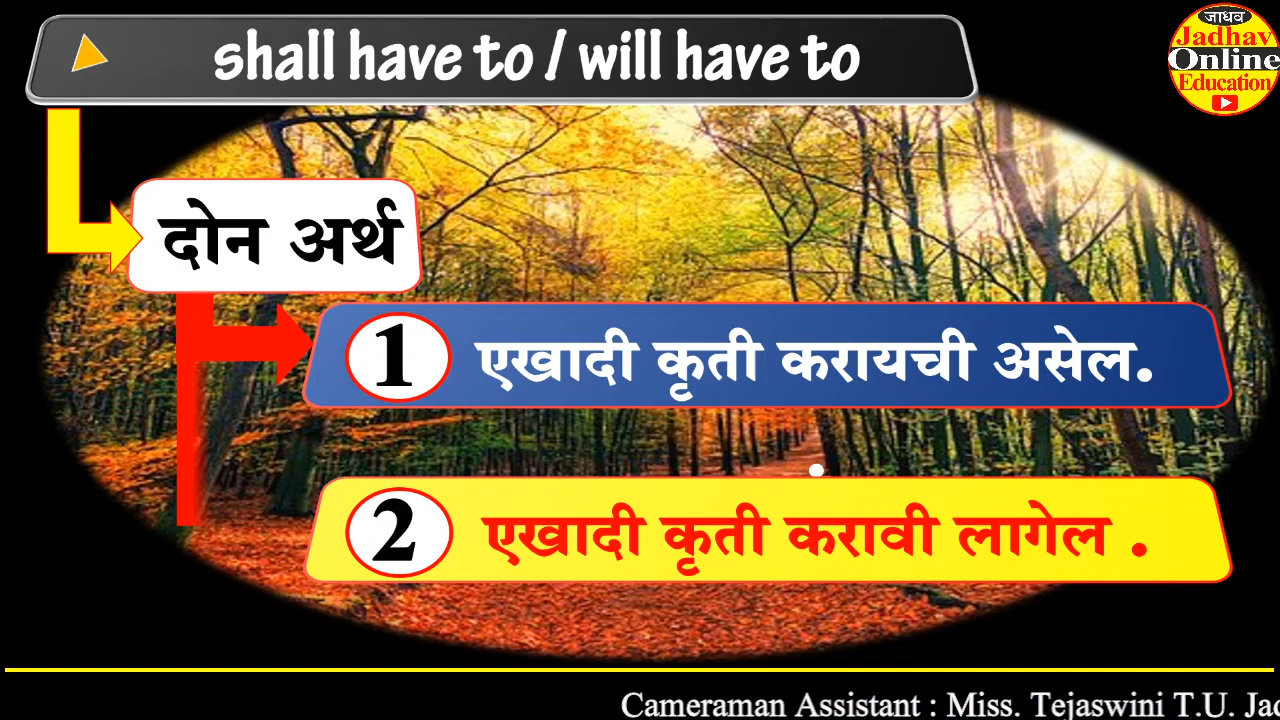 shall have to / will have to
जाधव
Jadhav
Online
Education
दोन अर्थ
1 एखादी कृती करायची असेल.
2 एखादी कृती करावी लागेल .
Cameraman Assistant : Miss. Tejaswini T.U. Jad